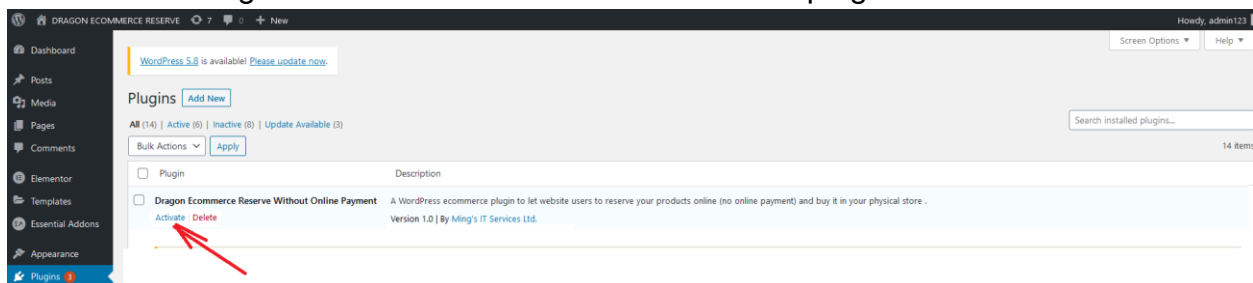 DRAGON ECOMMERCE RESERVE 7 0 + New Howdy, admin123
Screen Options ▼ Help ▼
Dashboard
Posts
Media
Pages
Comments
Elementor
Templates
Essential Addons
Appearance
Plugins 3
WordPress 5.8 is available! Please update now.
Plugins Add New
All (14) | Active (6) | Inactive (8) | Update Available (3)
Search installed plugins...
Bulk Actions Apply
14 items
Plugin Description
Dragon Ecommerce Reserve Without Online Payment A WordPress ecommerce plugin to let website users to reserve your products online (no online payment) and buy it in your physical store .
Activate | Delete Version 1.0 | By Ming's IT Services Ltd.